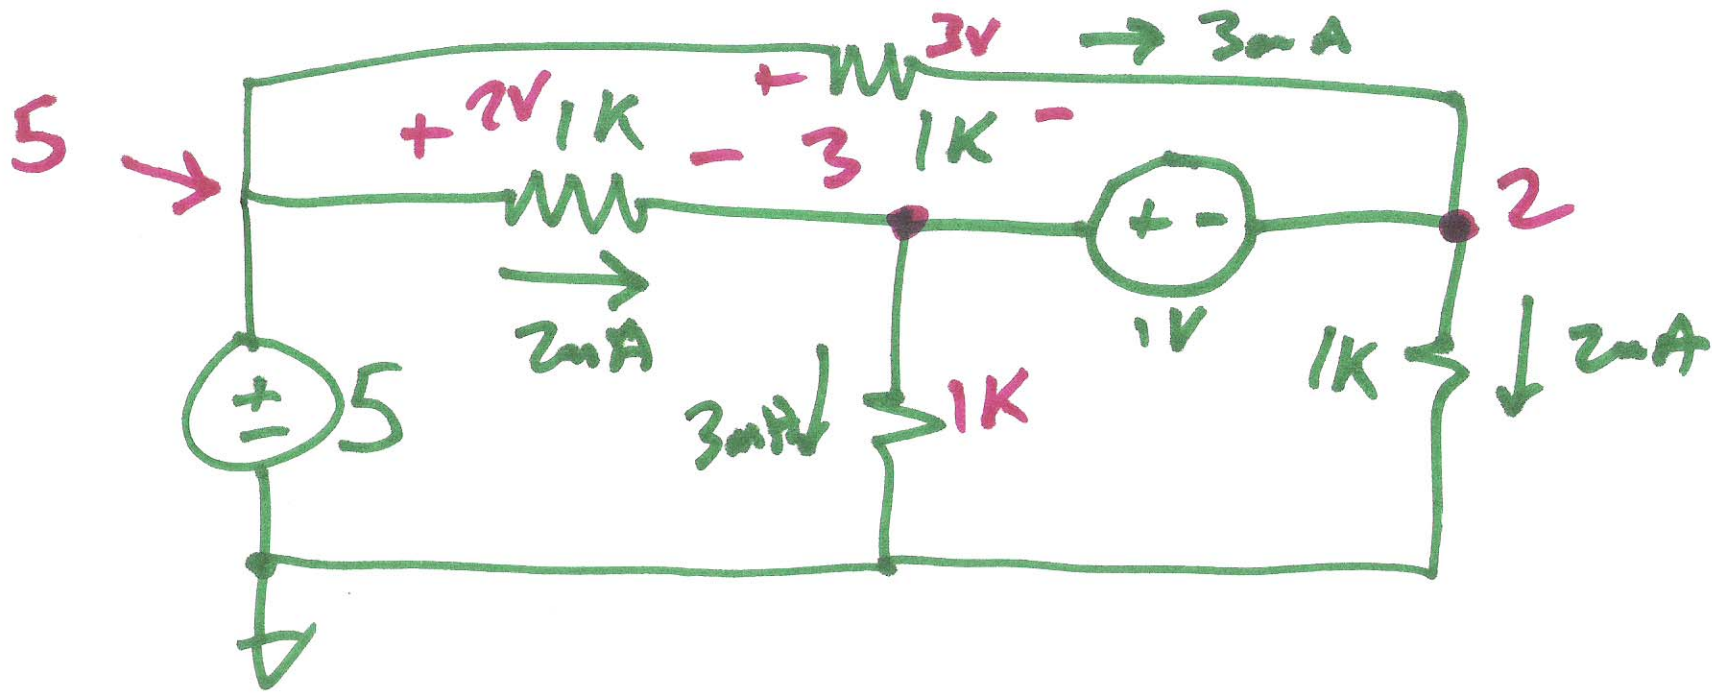 3V → 3mA
5 →
+ 2V 1K -
+ 1K -
3
2
+ -
1V
→
2mA
+
-
5
3mA ↓
1K
1K
↓ 2mA